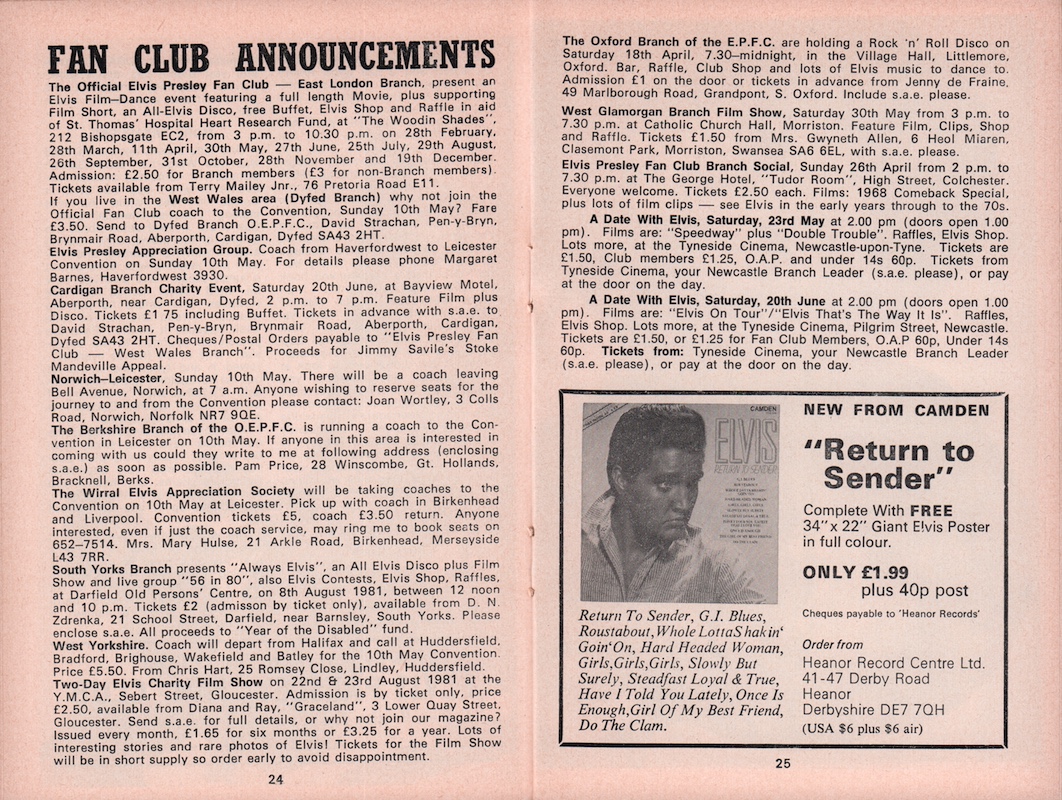 FAN CLUB ANNOUNCEMENTS
The Official Elvis Presley Fan Club — East London Branch, present an
Elvis Film–Dance event featuring a full length Movie, plus supporting
Film Short, an All-Elvis Disco, free Buffet, Elvis Shop and Raffle in aid
of St. Thomas' Hospital Heart Research Fund, at "The Woodin Shades",
212 Bishopsgate EC2, from 3 p.m. to 10.30 p.m. on 28th February,
28th March, 11th April, 30th May, 27th June, 25th July, 29th August,
26th September, 31st October, 28th November and 19th December.
Admission: £2.50 for Branch members (£3 for non-Branch members).
Tickets available from Terry Mailey Jnr., 76 Pretoria Road E11.
If you live in the West Wales area (Dyfed Branch) why not join the
Official Fan Club coach to the Convention, Sunday 10th May? Fare
£3.50. Send to Dyfed Branch O.E.P.F.C., David Strachan, Pen-y-Bryn,
Brynmair Road, Aberporth, Cardigan, Dyfed SA43 2HT.
Elvis Presley Appreciation Group. Coach from Haverfordwest to Leicester
Convention on Sunday 10th May. For details please phone Margaret
Barnes, Haverfordwest 3930.
Cardigan Branch Charity Event, Saturday 20th June, at Bayview Motel,
Aberporth, near Cardigan, Dyfed, 2 p.m. to 7 p.m. Feature Film plus
Disco. Tickets £1 75 including Buffet. Tickets in advance with s.a.e. to
David Strachan, Pen-y-Bryn, Brynmair Road, Aberporth, Cardigan,
Dyfed SA43 2HT. Cheques/Postal Orders payable to "Elvis Presley Fan
Club — West Wales Branch". Proceeds for Jimmy Savile's Stoke
Mandeville Appeal.
Norwich–Leicester, Sunday 10th May. There will be a coach leaving
Bell Avenue, Norwich, at 7 a.m. Anyone wishing to reserve seats for the
journey to and from the Convention please contact: Joan Wortley, 3 Colls
Road, Norwich, Norfolk NR7 9QE.
The Berkshire Branch of the O.E.P.F.C. is running a coach to the Con-
vention in Leicester on 10th May. If anyone in this area is interested in
coming with us could they write to me at following address (enclosing
s.a.e.) as soon as possible. Pam Price, 28 Winscombe, Gt. Hollands,
Bracknell, Berks.
The Wirral Elvis Appreciation Society will be taking coaches to the
Convention on 10th May at Leicester. Pick up with coach in Birkenhead
and Liverpool. Convention tickets £5, coach £3.50 return. Anyone
interested, even if just the coach service, may ring me to book seats on
652–7514. Mrs. Mary Hulse, 21 Arkle Road, Birkenhead, Merseyside
L43 7RR.
South Yorks Branch presents "Always Elvis", an All Elvis Disco plus Film
Show and live group "56 in 80", also Elvis Contests, Elvis Shop, Raffles,
at Darfield Old Persons' Centre, on 8th August 1981, between 12 noon
and 10 p.m. Tickets £2 (admisson by ticket only), available from D. N.
Zdrenka, 21 School Street, Darfield, near Barnsley, South Yorks. Please
enclose s.a.e. All proceeds to "Year of the Disabled" fund.
West Yorkshire. Coach will depart from Halifax and call at Huddersfield,
Bradford, Brighouse, Wakefield and Batley for the 10th May Convention.
Price £5.50. From Chris Hart, 25 Romsey Close, Lindley, Huddersfield.
Two-Day Elvis Charity Film Show on 22nd & 23rd August 1981 at the
Y.M.C.A., Sebert Street, Gloucester. Admission is by ticket only, price
£2.50, available from Diana and Ray, "Graceland", 3 Lower Quay Street,
Gloucester. Send s.a.e. for full details, or why not join our magazine?
Issued every month, £1.65 for six months or £3.25 for a year. Lots of
interesting stories and rare photos of Elvis! Tickets for the Film Show
will be in short supply so order early to avoid disappointment.
24
The Oxford Branch of the E.P.F.C. are holding a Rock 'n' Roll Disco on
Saturday 18th April, 7.30–midnight, in the Village Hall, Littlemore,
Oxford. Bar, Raffle, Club Shop and lots of Elvis music to dance to.
Admission £1 on the door or tickets in advance from Jenny de Fraine,
49 Marlborough Road, Grandpont, S. Oxford. Include s.a.e. please.
West Glamorgan Branch Film Show, Saturday 30th May from 3 p.m. to
7.30 p.m. at Catholic Church Hall, Morriston. Feature Film, Clips, Shop
and Raffle. Tickets £1.50 from Mrs. Gwyneth Allen, 6 Heol Miaren,
Clasemont Park, Morriston, Swansea SA6 6EL, with s.a.e. please.
Elvis Presley Fan Club Branch Social, Sunday 26th April from 2 p.m. to
7.30 p.m. at The George Hotel, "Tudor Room", High Street, Colchester.
Everyone welcome. Tickets £2.50 each. Films: 1968 Comeback Special,
plus lots of film clips — see Elvis in the early years through to the 70s.
A Date With Elvis, Saturday, 23rd May at 2.00 pm (doors open 1.00
pm). Films are: "Speedway" plus "Double Trouble". Raffles, Elvis Shop.
Lots more, at the Tyneside Cinema, Newcastle-upon-Tyne. Tickets are
£1.50, Club members £1.25, O.A.P. and under 14s 60p. Tickets from
Tyneside Cinema, your Newcastle Branch Leader (s.a.e. please), or pay
at the door on the day.
A Date With Elvis, Saturday, 20th June at 2.00 pm (doors open 1.00
pm). Films are: "Elvis On Tour"/"Elvis That's The Way It Is". Raffles,
Elvis Shop. Lots more, at the Tyneside Cinema, Pilgrim Street, Newcastle.
Tickets are £1.50, or £1.25 for Fan Club Members, O.A.P 60p, Under 14s
60p. Tickets from: Tyneside Cinema, your Newcastle Branch Leader
(s.a.e. please), or pay at the door on the day.
CAMDEN
ELVIS
RETURN TO SENDER
Return To Sender, G.I. Blues,
Roustabout, Whole Lotta Shakin'
Goin' On, Hard Headed Woman,
Girls, Girls, Girls, Slowly But
Surely, Steadfast Loyal & True,
Have I Told You Lately, Once Is
Enough, Girl Of My Best Friend,
Do The Clam.
NEW FROM CAMDEN
"Return to
Sender"
Complete With FREE
34" x 22" Giant Elvis Poster
in full colour.
ONLY £1.99
plus 40p post
Cheques payable to 'Heanor Records'
Order from
Heanor Record Centre Ltd.
41-47 Derby Road
Heanor
Derbyshire DE7 7QH
(USA $6 plus $6 air)
25